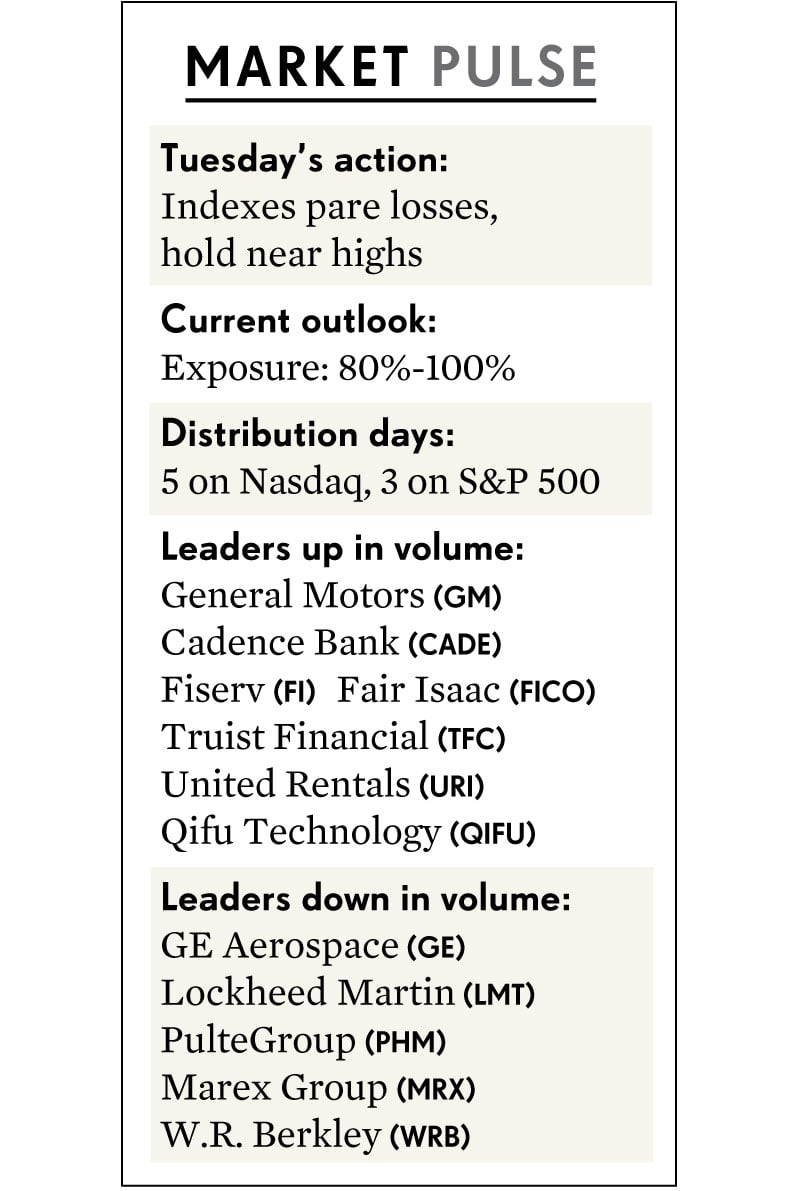 MARKET PULSE
Tuesday's action:
Indexes pare losses,
hold near highs
Current outlook:
Exposure: 80%-100%
Distribution days:
5 on Nasdaq, 3 on S&P 500
Leaders up in volume:
General Motors (GM)
Cadence Bank (CADE)
Fiserv (FI) Fair Isaac (FICO)
Truist Financial (TFC)
United Rentals (URI)
Qifu Technology (QIFU)
Leaders down in volume:
GE Aerospace (GE)
Lockheed Martin (LMT)
PulteGroup (PHM)
Marex Group (MRX)
W.R. Berkley (WRB)